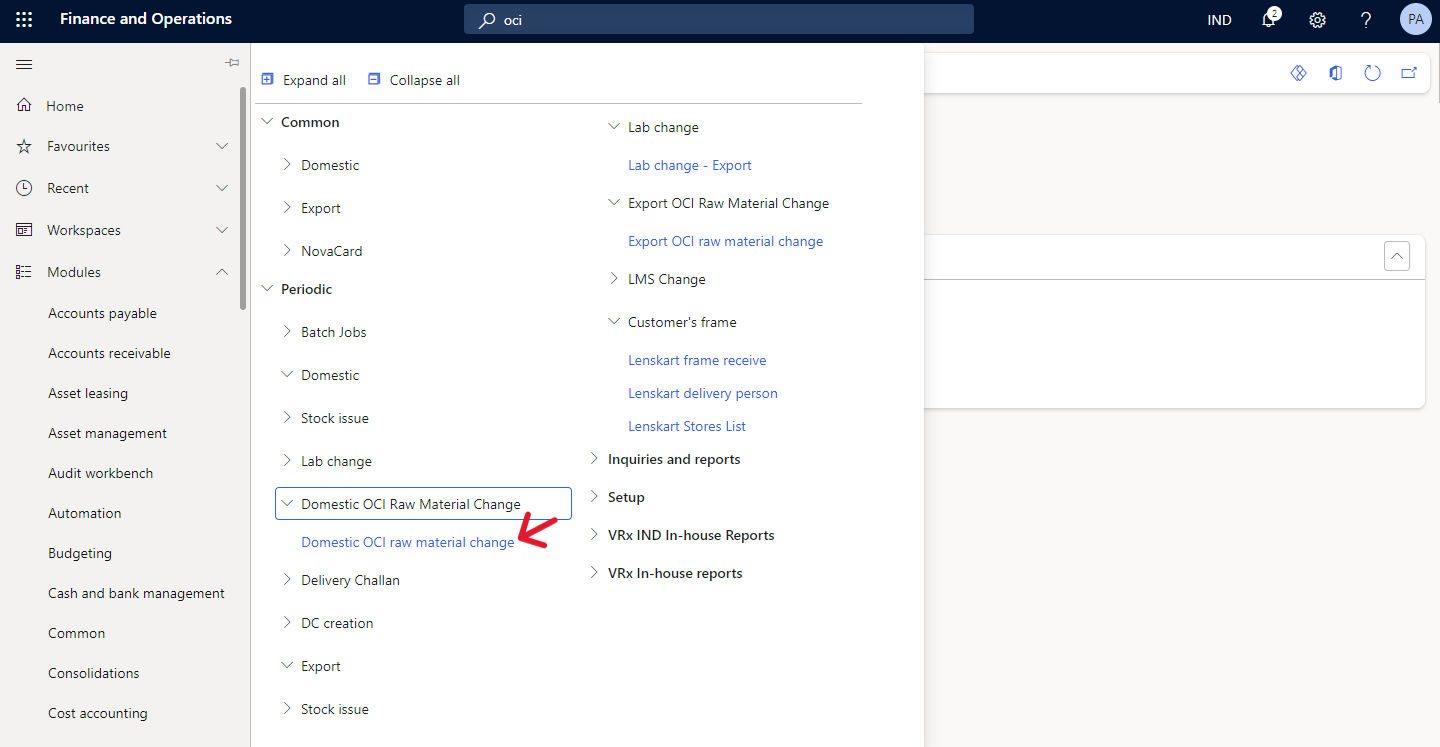 Finance and Operations
oci
IND
2
?
PA
Home
Favourites
Recent
Workspaces
Modules
Accounts payable
Accounts receivable
Asset leasing
Asset management
Audit workbench
Automation
Budgeting
Cash and bank management
Common
Consolidations
Cost accounting
Expand all
Collapse all
Common
Domestic
Export
NovaCard
Periodic
Batch Jobs
Domestic
Stock issue
Lab change
Domestic OCI Raw Material Change
Domestic OCI raw material change
Delivery Challan
DC creation
Export
Stock issue
Lab change
Lab change - Export
Export OCI Raw Material Change
Export OCI raw material change
LMS Change
Customer's frame
Lenskart frame receive
Lenskart delivery person
Lenskart Stores List
Inquiries and reports
Setup
VRx IND In-house Reports
VRx In-house reports